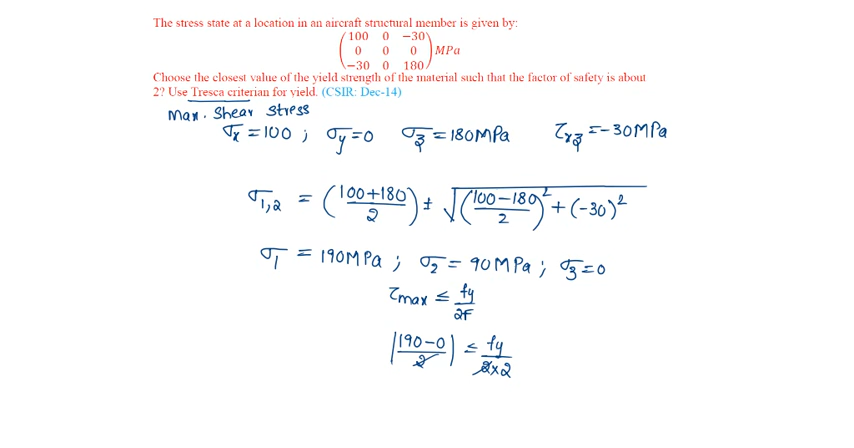 The stress state at a location in an aircraft structural member is given by:
100 0 −30
0 0 0 MPa
−30 0 180
Choose the closest value of the yield strength of the material such that the factor of safety is about
2? Use Tresca criterian for yield. (CSIR: Dec-14)
Max. Shear Stress
σx = 100 ; σy = 0 σz = 180MPa τxz = -30MPa
σ1,2 = ((100+180)/2) ± √(((100-180)/2)² + (-30)²)
σ1 = 190MPa ; σ2 = 90MPa ; σ3 = 0
τmax ≤ fy/2F
|(190-0)/2| ≤ fy/(2x2)